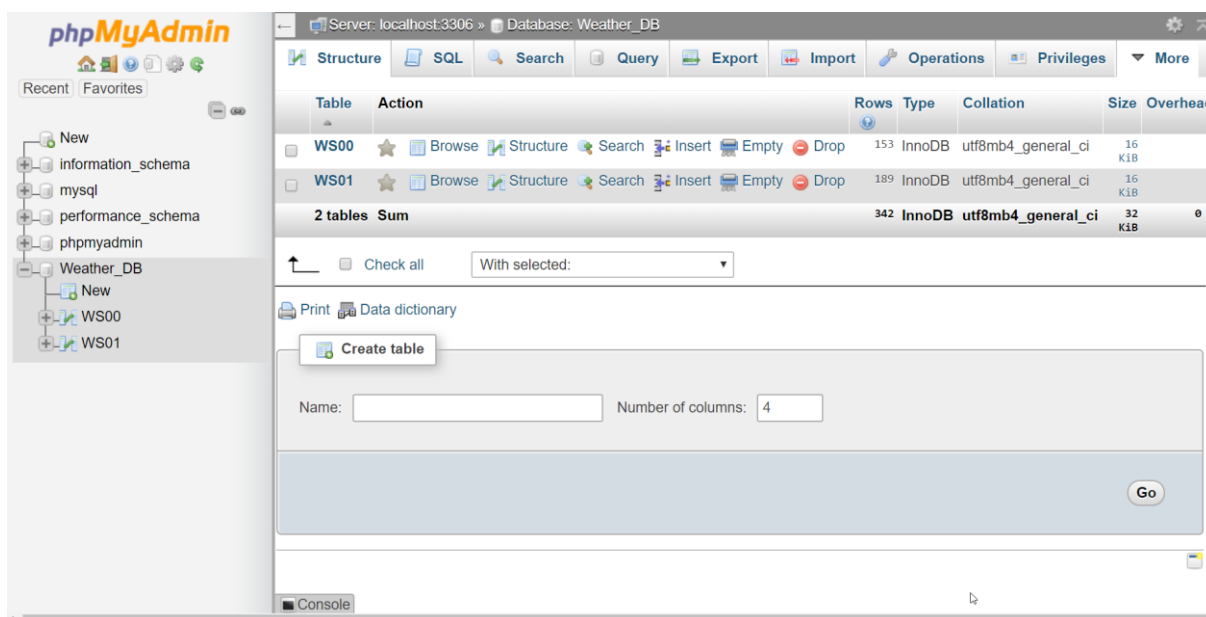 phpMyAdmin
Recent Favorites
New
information_schema
mysql
performance_schema
phpmyadmin
Weather_DB
New
WS00
WS01
Server: localhost:3306 » Database: Weather_DB
Structure SQL Search Query Export Import Operations Privileges More
Table Action Rows Type Collation Size Overhea
WS00 Browse Structure Search Insert Empty Drop 153 InnoDB utf8mb4_general_ci 16
KiB
WS01 Browse Structure Search Insert Empty Drop 189 InnoDB utf8mb4_general_ci 16
KiB
2 tables Sum 342 InnoDB utf8mb4_general_ci 32 0
KiB
Check all With selected:
Print Data dictionary
Create table
Name: Number of columns: 4
Go
Console